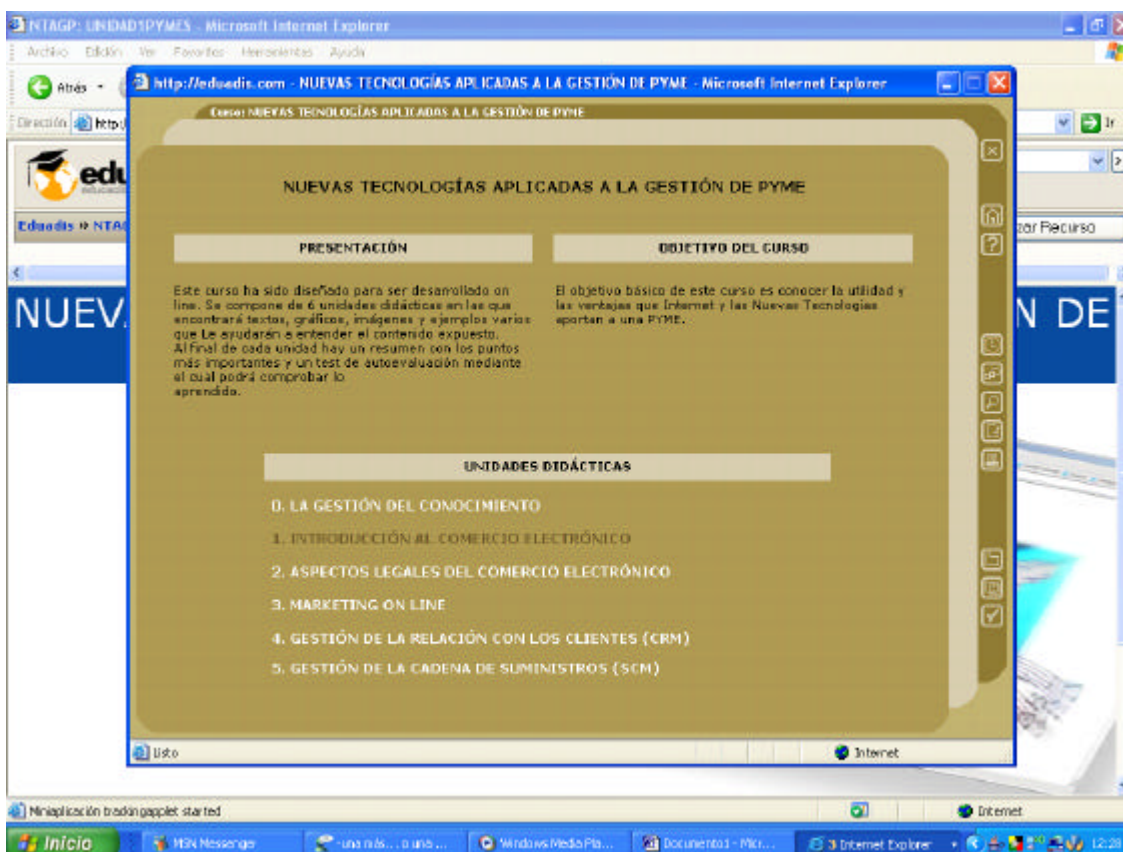 NTAGP: UNIDAD1PYMES - Microsoft Internet Explorer
Archivo Edición Ver Favoritos Herramientas Ayuda
Atrás
http://eduadis.com - NUEVAS TECNOLOGÍAS APLICADAS A LA GESTIÓN DE PYME - Microsoft Internet Explorer
Dirección http:/
Ir
Curso: NUEVAS TECNOLOGÍAS APLICADAS A LA GESTIÓN DE PYME
edu
Eduadis » NTAG
zar Recurso
NUEV
N DE
NUEVAS TECNOLOGÍAS APLICADAS A LA GESTIÓN DE PYME
PRESENTACIÓN
Este curso ha sido diseñado para ser desarrollado on
line. Se compone de 6 unidades didácticas en las que
encontrará textos, gráficos, imágenes y ejemplos varios
que Le ayudarán a entender el contenido expuesto.
Al final de cada unidad hay un resumen con los puntos
más importantes y un test de autoevaluación mediante
el cual podrá comprobar lo
aprendido.
OBJETIVO DEL CURSO
El objetivo básico de este curso es conocer la utilidad y
las ventajas que Internet y las Nuevas Tecnologías
aportan a una PYME.
UNIDADES DIDÁCTICAS
0. LA GESTIÓN DEL CONOCIMIENTO
1. INTRODUCCIÓN AL COMERCIO ELECTRÓNICO
2. ASPECTOS LEGALES DEL COMERCIO ELECTRÓNICO
3. MARKETING ON LINE
4. GESTIÓN DE LA RELACIÓN CON LOS CLIENTES (CRM)
5. GESTIÓN DE LA CADENA DE SUMINISTROS (SCM)
Listo
Internet
Miniaplicación trackingapplet started
Internet
Inicio
MSN Messenger
-una más... o una ...
Windows Media Pla...
Documento1 - Micr...
3 Internet Explorer
12:28